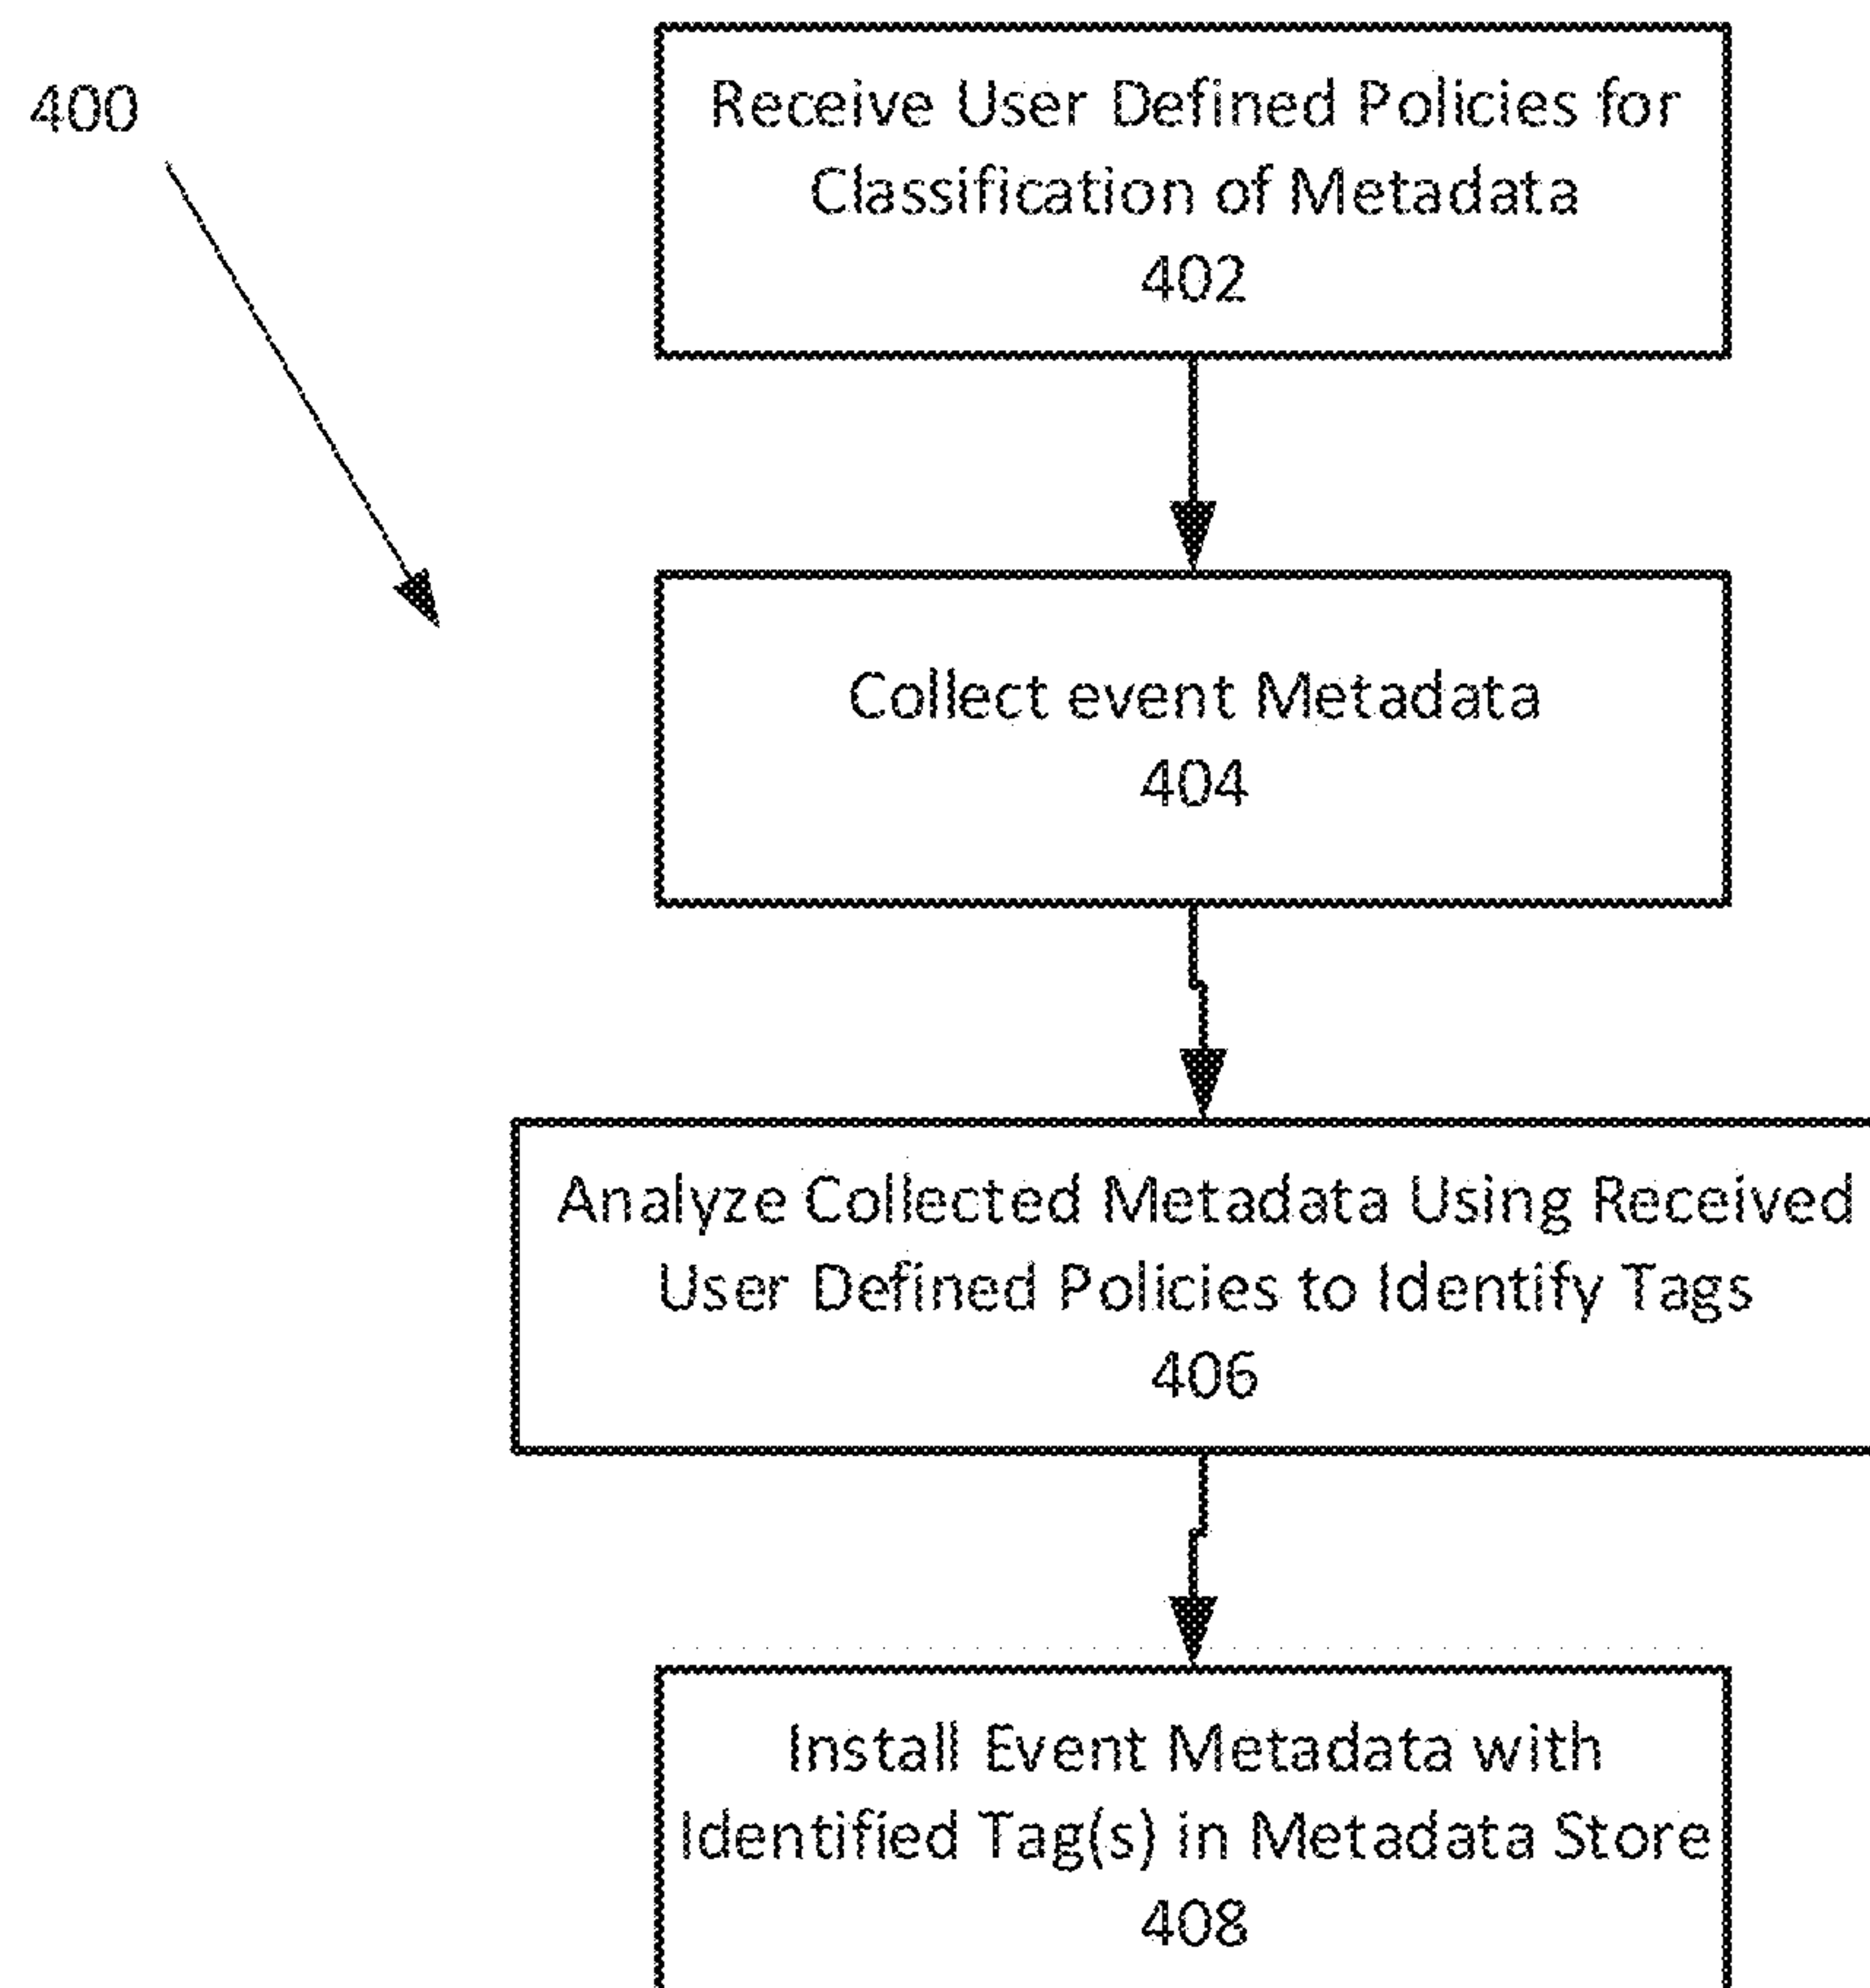 400
Receive User Defined Policies for
Classification of Metadata
402
Collect event Metadata
404
Analyze Collected Metadata Using Received
User Defined Policies to Identify Tags
406
Install Event Metadata with
Identified Tag(s) in Metadata Store
408